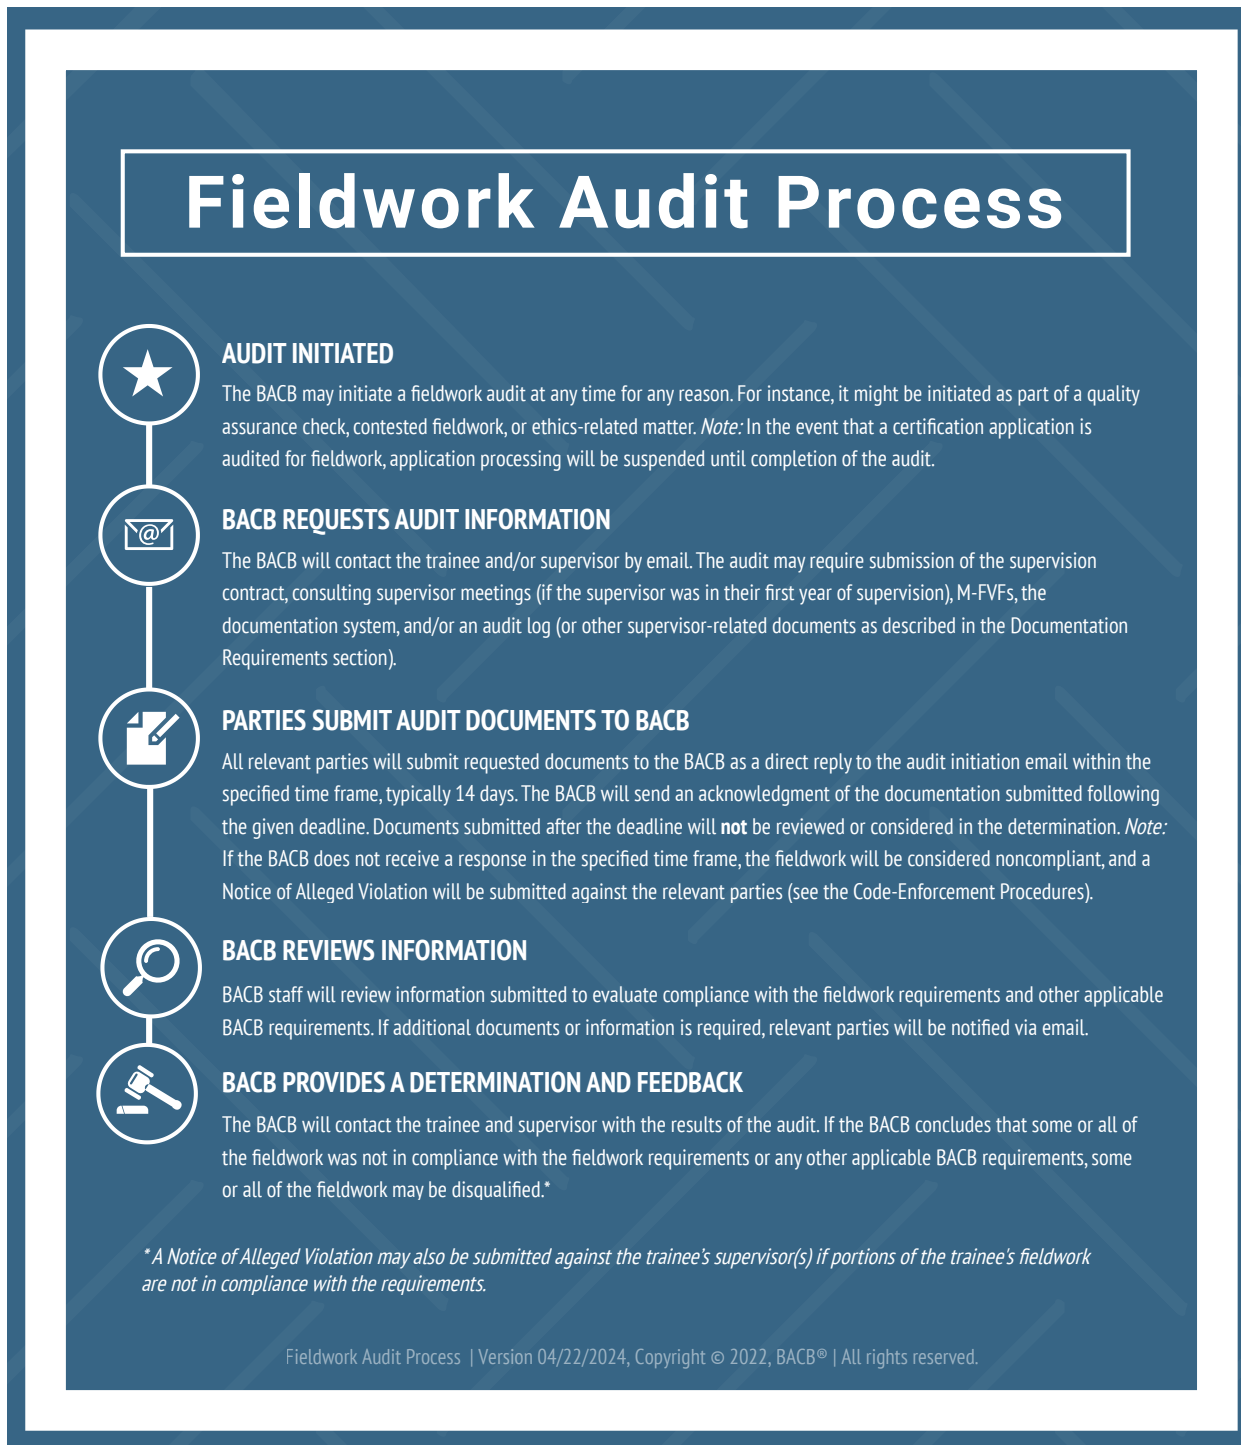 Fieldwork Audit Process
AUDIT INITIATED
The BACB may initiate a fieldwork audit at any time for any reason. For instance, it might be initiated as part of a quality
assurance check, contested fieldwork, or ethics-related matter. Note: In the event that a certification application is
audited for fieldwork, application processing will be suspended until completion of the audit.
@
BACB REQUESTS AUDIT INFORMATION
The BACB will contact the trainee and/or supervisor by email. The audit may require submission of the supervision
contract, consulting supervisor meetings (if the supervisor was in their first year of supervision), M-FVFs, the
documentation system, and/or an audit log (or other supervisor-related documents as described in the Documentation
Requirements section).
PARTIES SUBMIT AUDIT DOCUMENTS TO BACB
All relevant parties will submit requested documents to the BACB as a direct reply to the audit initiation email within the
specified time frame, typically 14 days. The BACB will send an acknowledgment of the documentation submitted following
the given deadline. Documents submitted after the deadline will not be reviewed or considered in the determination. Note:
If the BACB does not receive a response in the specified time frame, the fieldwork will be considered noncompliant, and a
Notice of Alleged Violation will be submitted against the relevant parties (see the Code-Enforcement Procedures).
BACB REVIEWS INFORMATION
BACB staff will review information submitted to evaluate compliance with the fieldwork requirements and other applicable
BACB requirements. If additional documents or information is required, relevant parties will be notified via email.
BACB PROVIDES A DETERMINATION AND FEEDBACK
The BACB will contact the trainee and supervisor with the results of the audit. If the BACB concludes that some or all of
the fieldwork was not in compliance with the fieldwork requirements or any other applicable BACB requirements, some
or all of the fieldwork may be disqualified.*
* A Notice of Alleged Violation may also be submitted against the trainee's supervisor(s) if portions of the trainee's fieldwork
are not in compliance with the requirements.
Fieldwork Audit Process | Version 04/22/2024, Copyright © 2022, BACB® | All rights reserved.